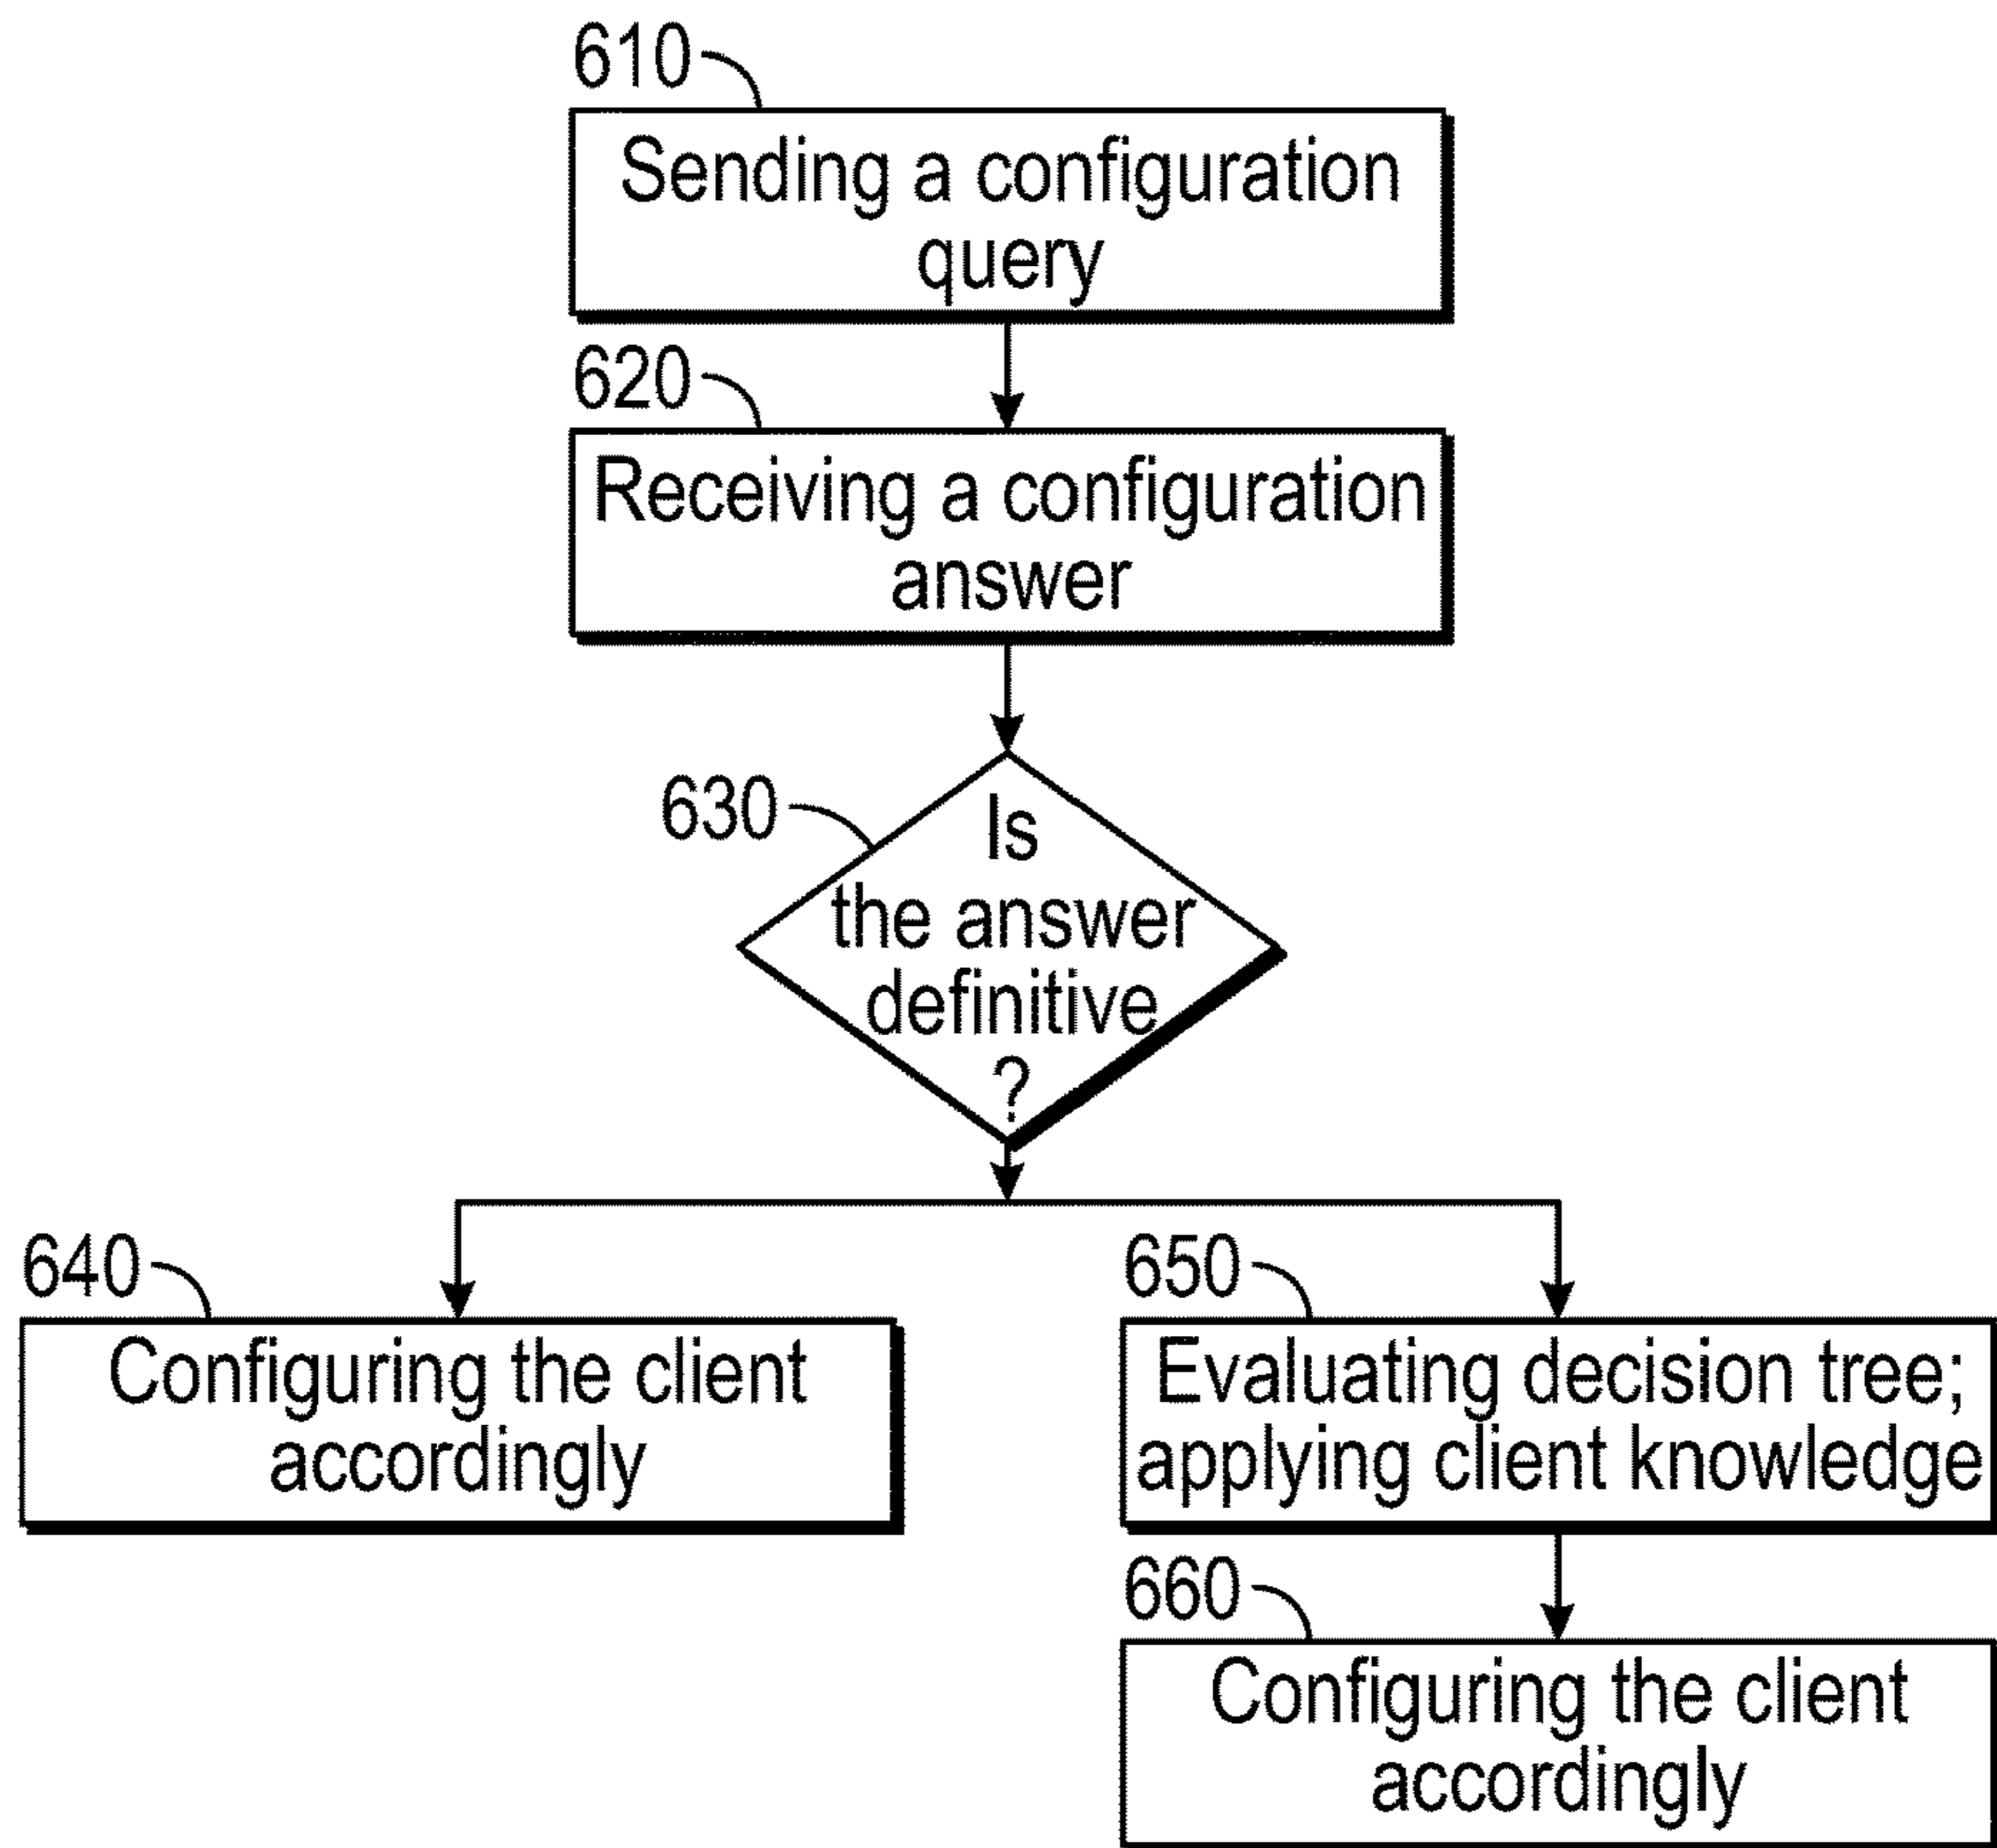 610
Sending a configuration
query
620
Receiving a configuration
answer
630
Is
the answer
definitive
?
640
Configuring the client
accordingly
650
Evaluating decision tree;
applying client knowledge
660
Configuring the client
accordingly